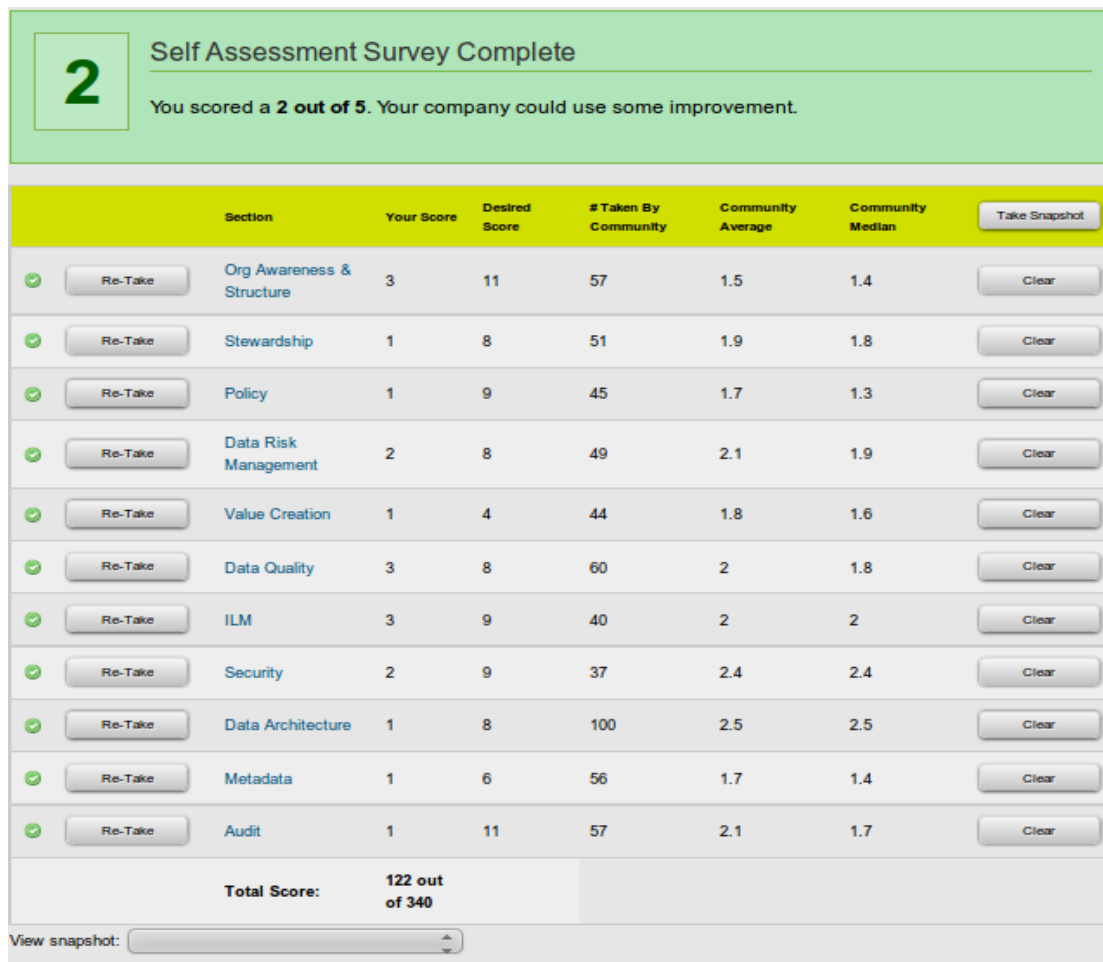 2
Self Assessment Survey Complete
You scored a 2 out of 5. Your company could use some improvement.
Section Your Score Desired Score # Taken By Community Community Average Community Median Take Snapshot
Re-Take Org Awareness & Structure 3 11 57 1.5 1.4 Clear
Re-Take Stewardship 1 8 51 1.9 1.8 Clear
Re-Take Policy 1 9 45 1.7 1.3 Clear
Re-Take Data Risk Management 2 8 49 2.1 1.9 Clear
Re-Take Value Creation 1 4 44 1.8 1.6 Clear
Re-Take Data Quality 3 8 60 2 1.8 Clear
Re-Take ILM 3 9 40 2 2 Clear
Re-Take Security 2 9 37 2.4 2.4 Clear
Re-Take Data Architecture 1 8 100 2.5 2.5 Clear
Re-Take Metadata 1 6 56 1.7 1.4 Clear
Re-Take Audit 1 11 57 2.1 1.7 Clear
Total Score: 122 out of 340
View snapshot: